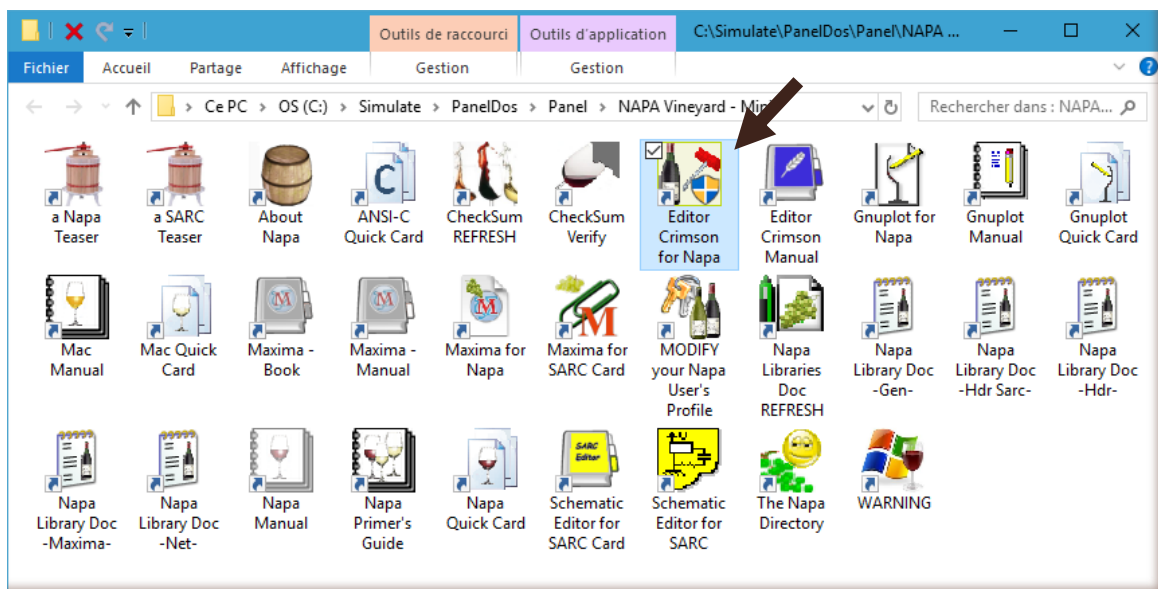 Outils de raccourci Outils d'application C:\Simulate\PanelDos\Panel\NAPA ...
Fichier Accueil Partage Affichage Gestion Gestion
Ce PC > OS (C:) > Simulate > PanelDos > Panel > NAPA Vineyard - Rechercher dans : NAPA...
a Napa Teaser
a SARC Teaser
About Napa
ANSI-C Quick Card
CheckSum REFRESH
CheckSum Verify
Editor Crimson for Napa
Editor Crimson Manual
Gnuplot for Napa
Gnuplot Manual
Gnuplot Quick Card
Mac Manual
Mac Quick Card
Maxima - Book
Maxima - Manual
Maxima for Napa
Maxima for SARC Card
MODIFY your Napa User's Profile
Napa Libraries Doc REFRESH
Napa Library Doc -Gen-
Napa Library Doc -Hdr Sarc-
Napa Library Doc -Hdr-
Napa Library Doc -Maxima-
Napa Library Doc -Net-
Napa Manual
Napa Primer's Guide
Napa Quick Card
SARC Editor
Schematic Editor for SARC Card
Schematic Editor for SARC
The Napa Directory
WARNING